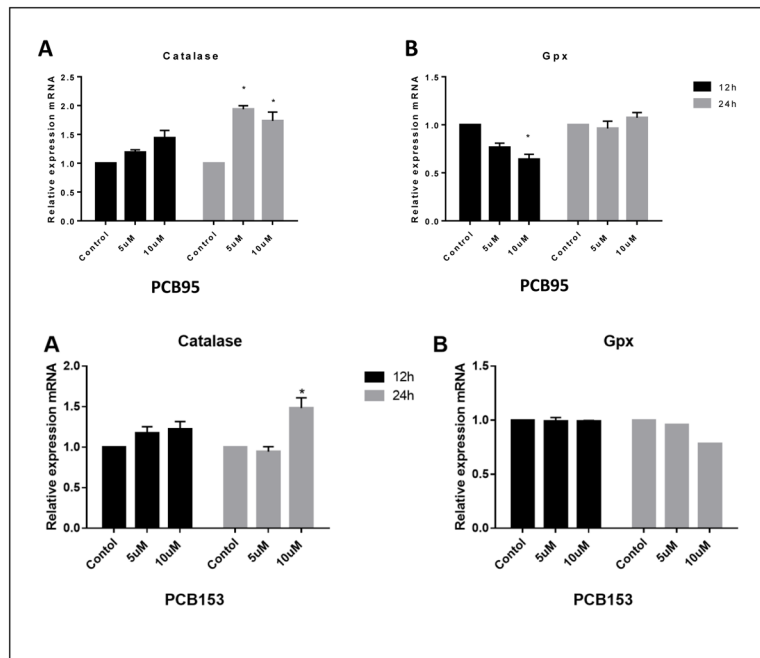 A
Catalase
Relative expression mRNA
2.5
2.0
1.5
1.0
0.5
0.0
*
*
Control
5uM
10uM
Control
5uM
10uM
PCB95
B
Gpx
Relative expression mRNA
1.5
1.0
0.5
0.0
*
Control
5uM
10uM
Control
5uM
10uM
PCB95
12h
24h
A
Catalase
Relative expression mRNA
2.0
1.5
1.0
0.5
0.0
*
Contol
5uM
10uM
Contol
5uM
10uM
PCB153
12h
24h
B
Gpx
Relative expression mRNA
1.5
1.0
0.5
0.0
Contol
5uM
10uM
Contol
5uM
10uM
PCB153